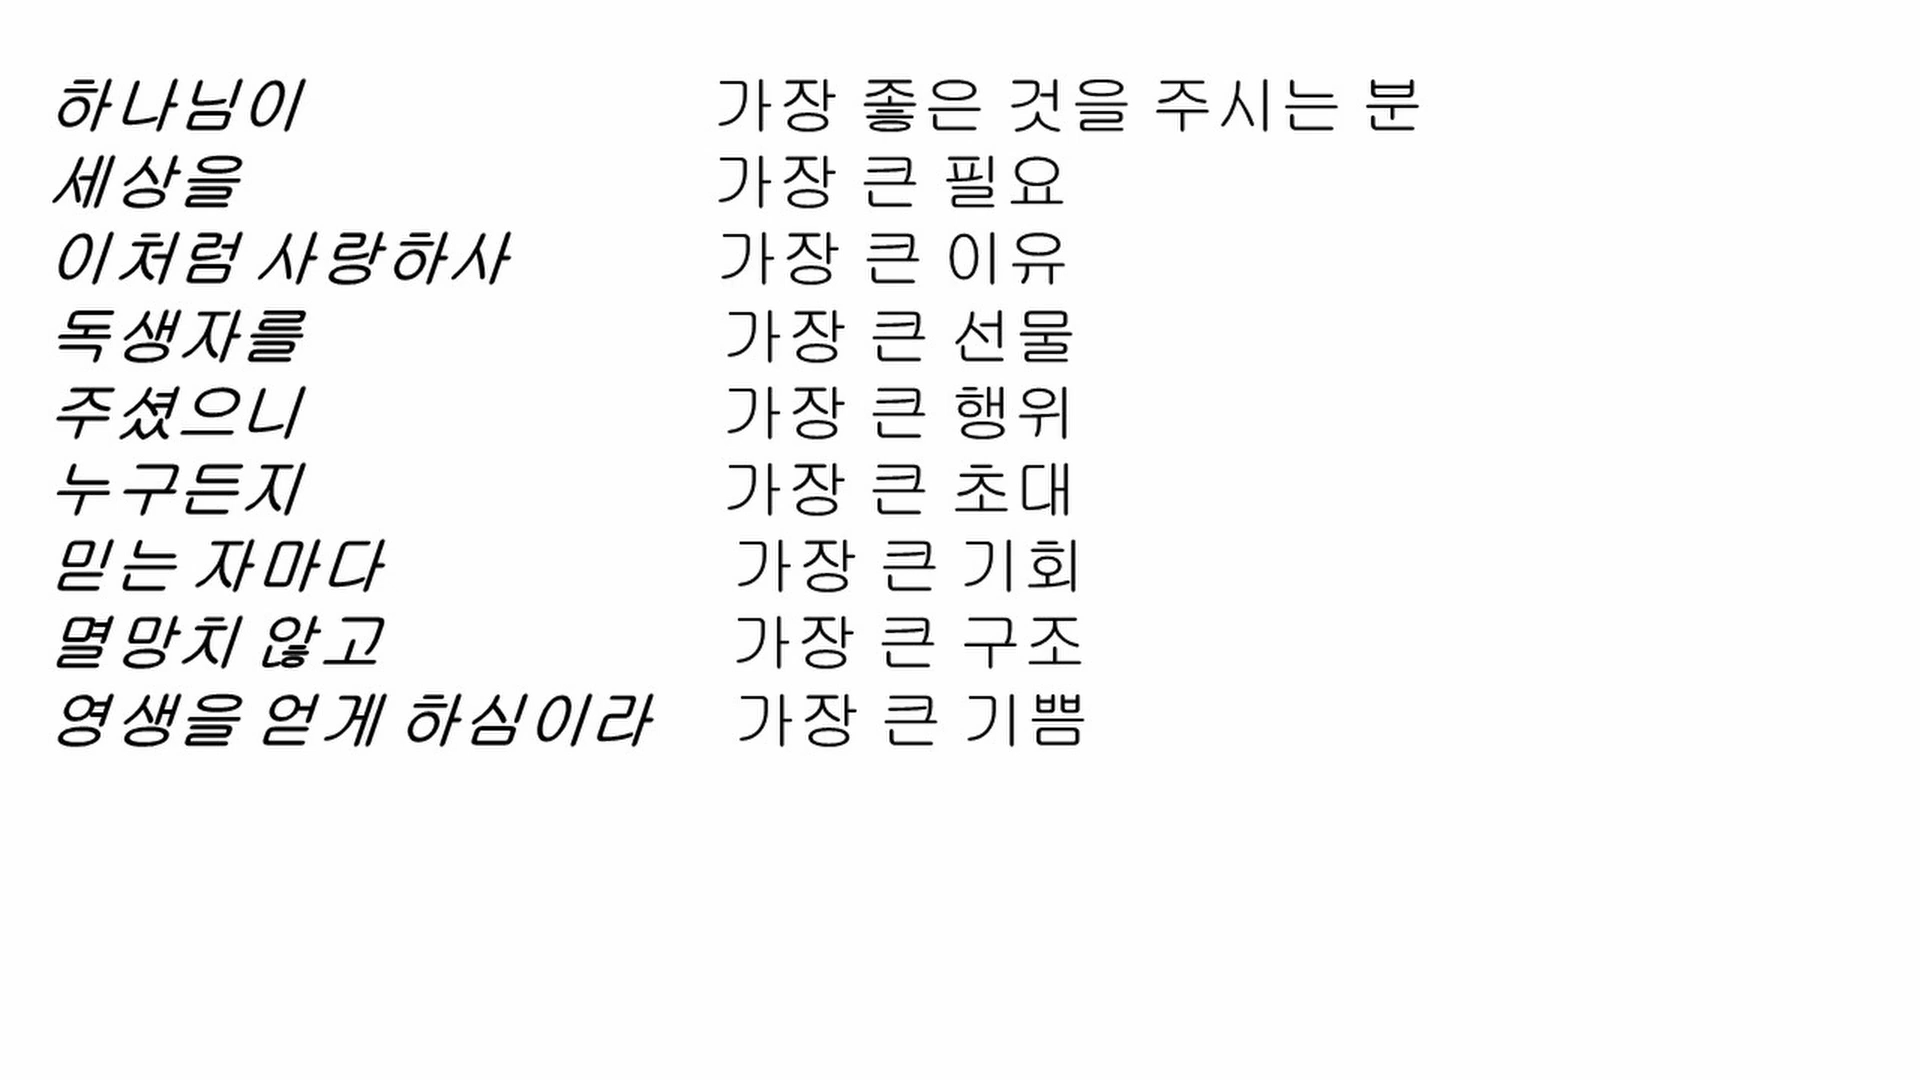 하나님이 가장 좋은 것을 주시는 분
세상을 가장 큰 필요
이처럼 사랑하사 가장 큰 이유
독생자를 가장 큰 선물
주셨으니 가장 큰 행위
누구든지 가장 큰 초대
믿는 자마다 가장 큰 기회
멸망치 않고 가장 큰 구조
영생을 얻게 하심이라 가장 큰 기쁨